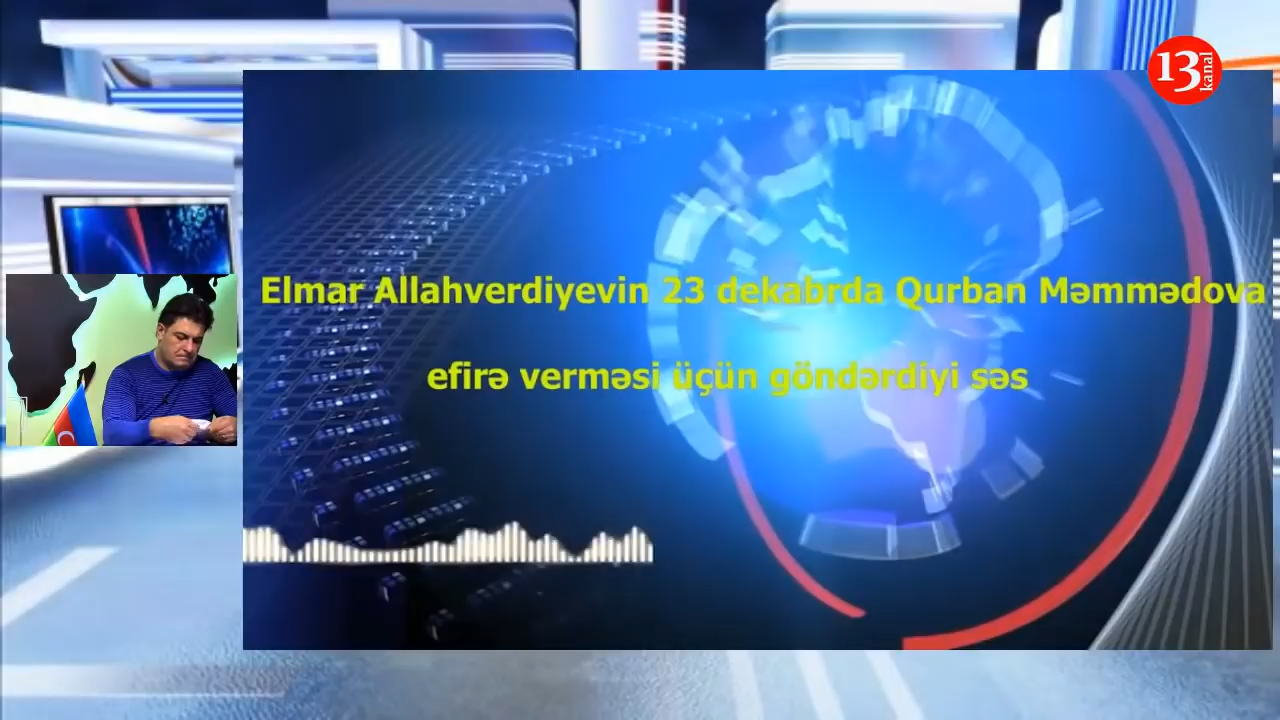 13
kanal
Elmar Allahverdiyevin 23 dekabrda Qurban Məmmədova
efirə verməsi üçün göndərdiyi səs